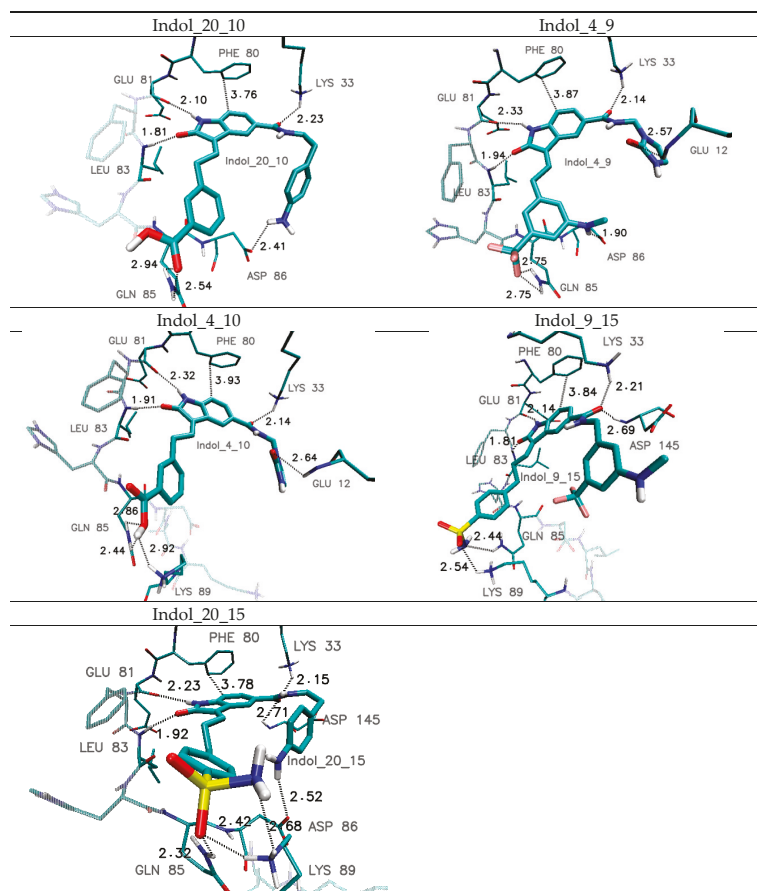 Indol_20_10
Indol_4_9
PHE 80
LYS 33
GLU 81
2.10
3.76
2.23
1.81
LEU 83
Indol_20_10
2.41
2.94
2.54
ASP 86
GLN 85
PHE 80
LYS 33
GLU 81
3.87
2.14
2.33
2.57
1.94
Indol_4_9
GLU 12
LEU 83
1.90
ASP 86
2.75
2.75
GLN 85
Indol_4_10
Indol_9_15
GLU 81
PHE 80
2.32
3.93
LYS 33
1.91
2.14
LEU 83
Indol_4_10
2.64
GLU 12
2.86
GLN 85
2.44
2.92
LYS 89
PHE 80
LYS 33
3.84
2.21
GLU 81
2.14
2.69
1.81
ASP 145
LEU 83
Indol_9_15
2.44
GLN 85
2.54
LYS 89
Indol_20_15
PHE 80
LYS 33
GLU 81
2.23
3.78
2.15
2.71
ASP 145
1.92
LEU 83
Indol_20_15
2.52
2.42
2.68
ASP 86
2.32
GLN 85
LYS 89